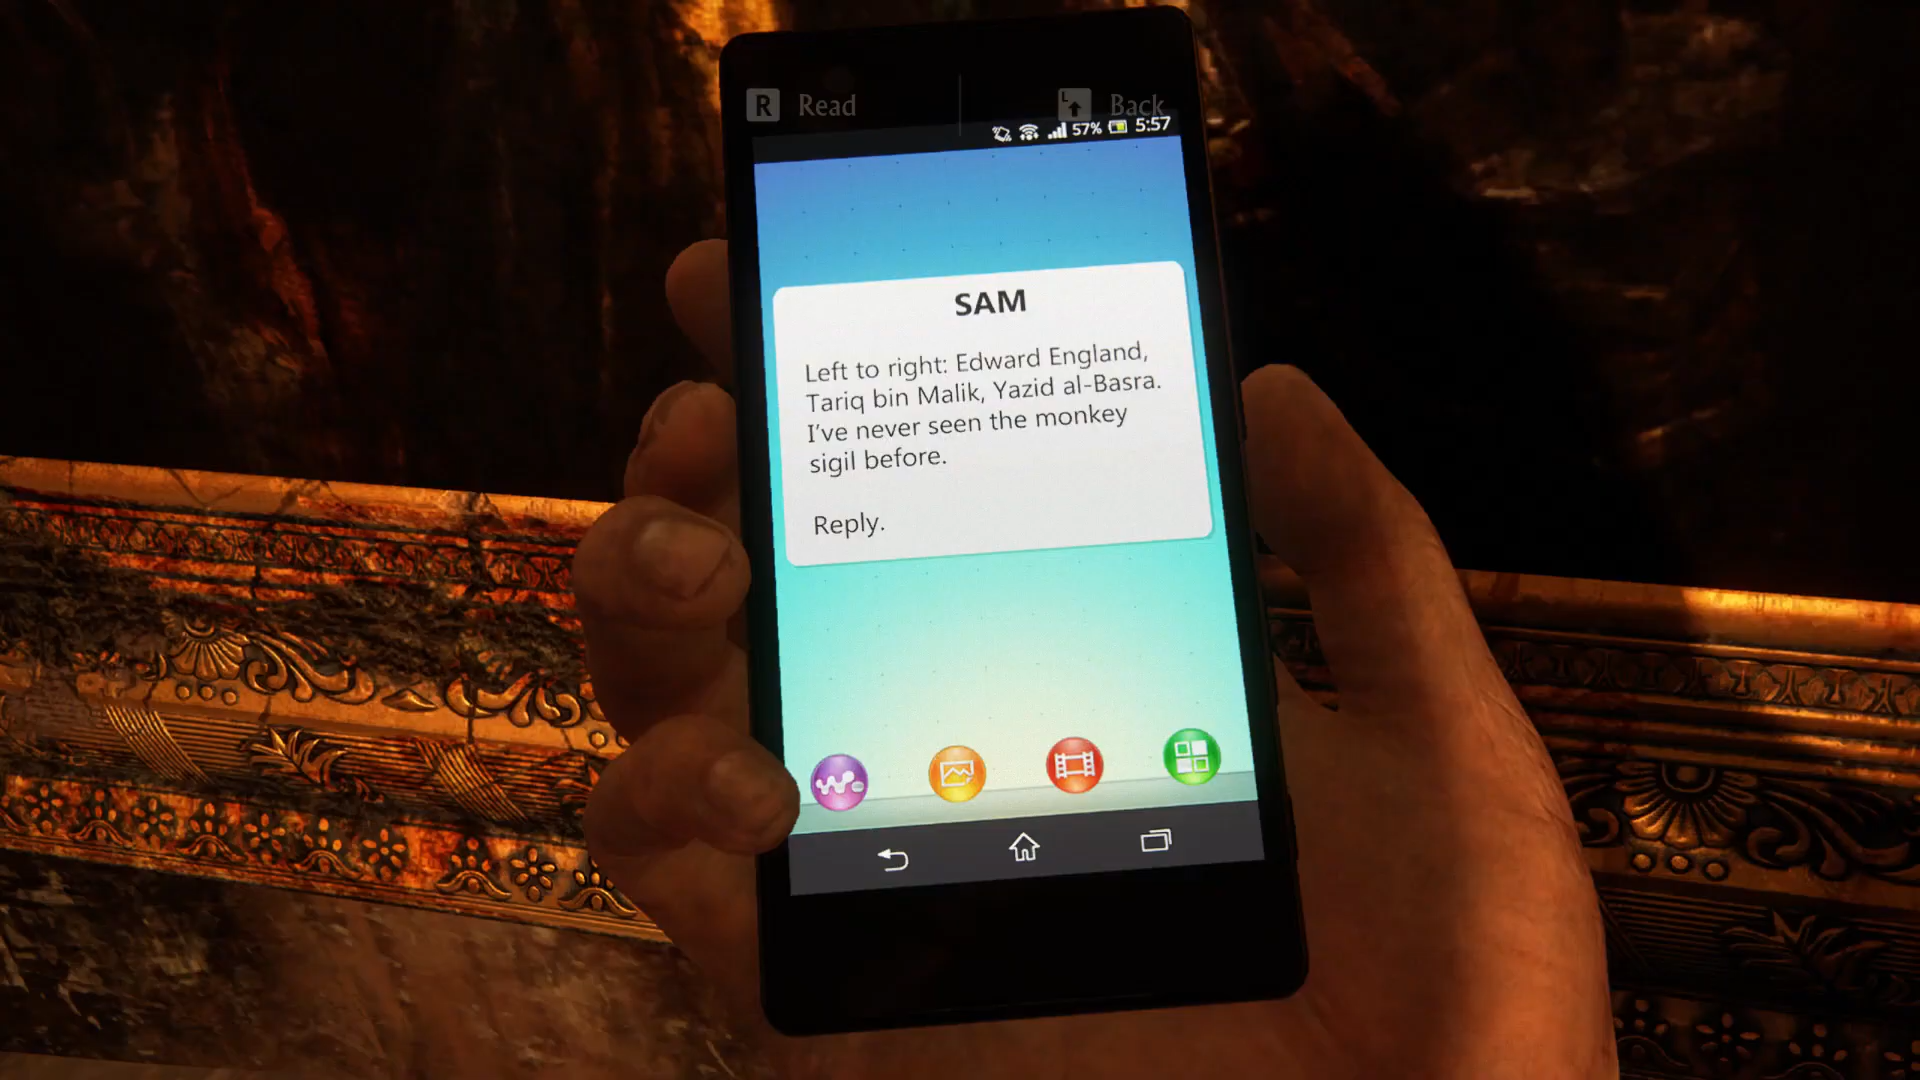 R Read
L Back
57% 5:57
SAM
Left to right: Edward England,
Tariq bin Malik, Yazid al-Basra.
I've never seen the monkey
sigil before.
Reply.